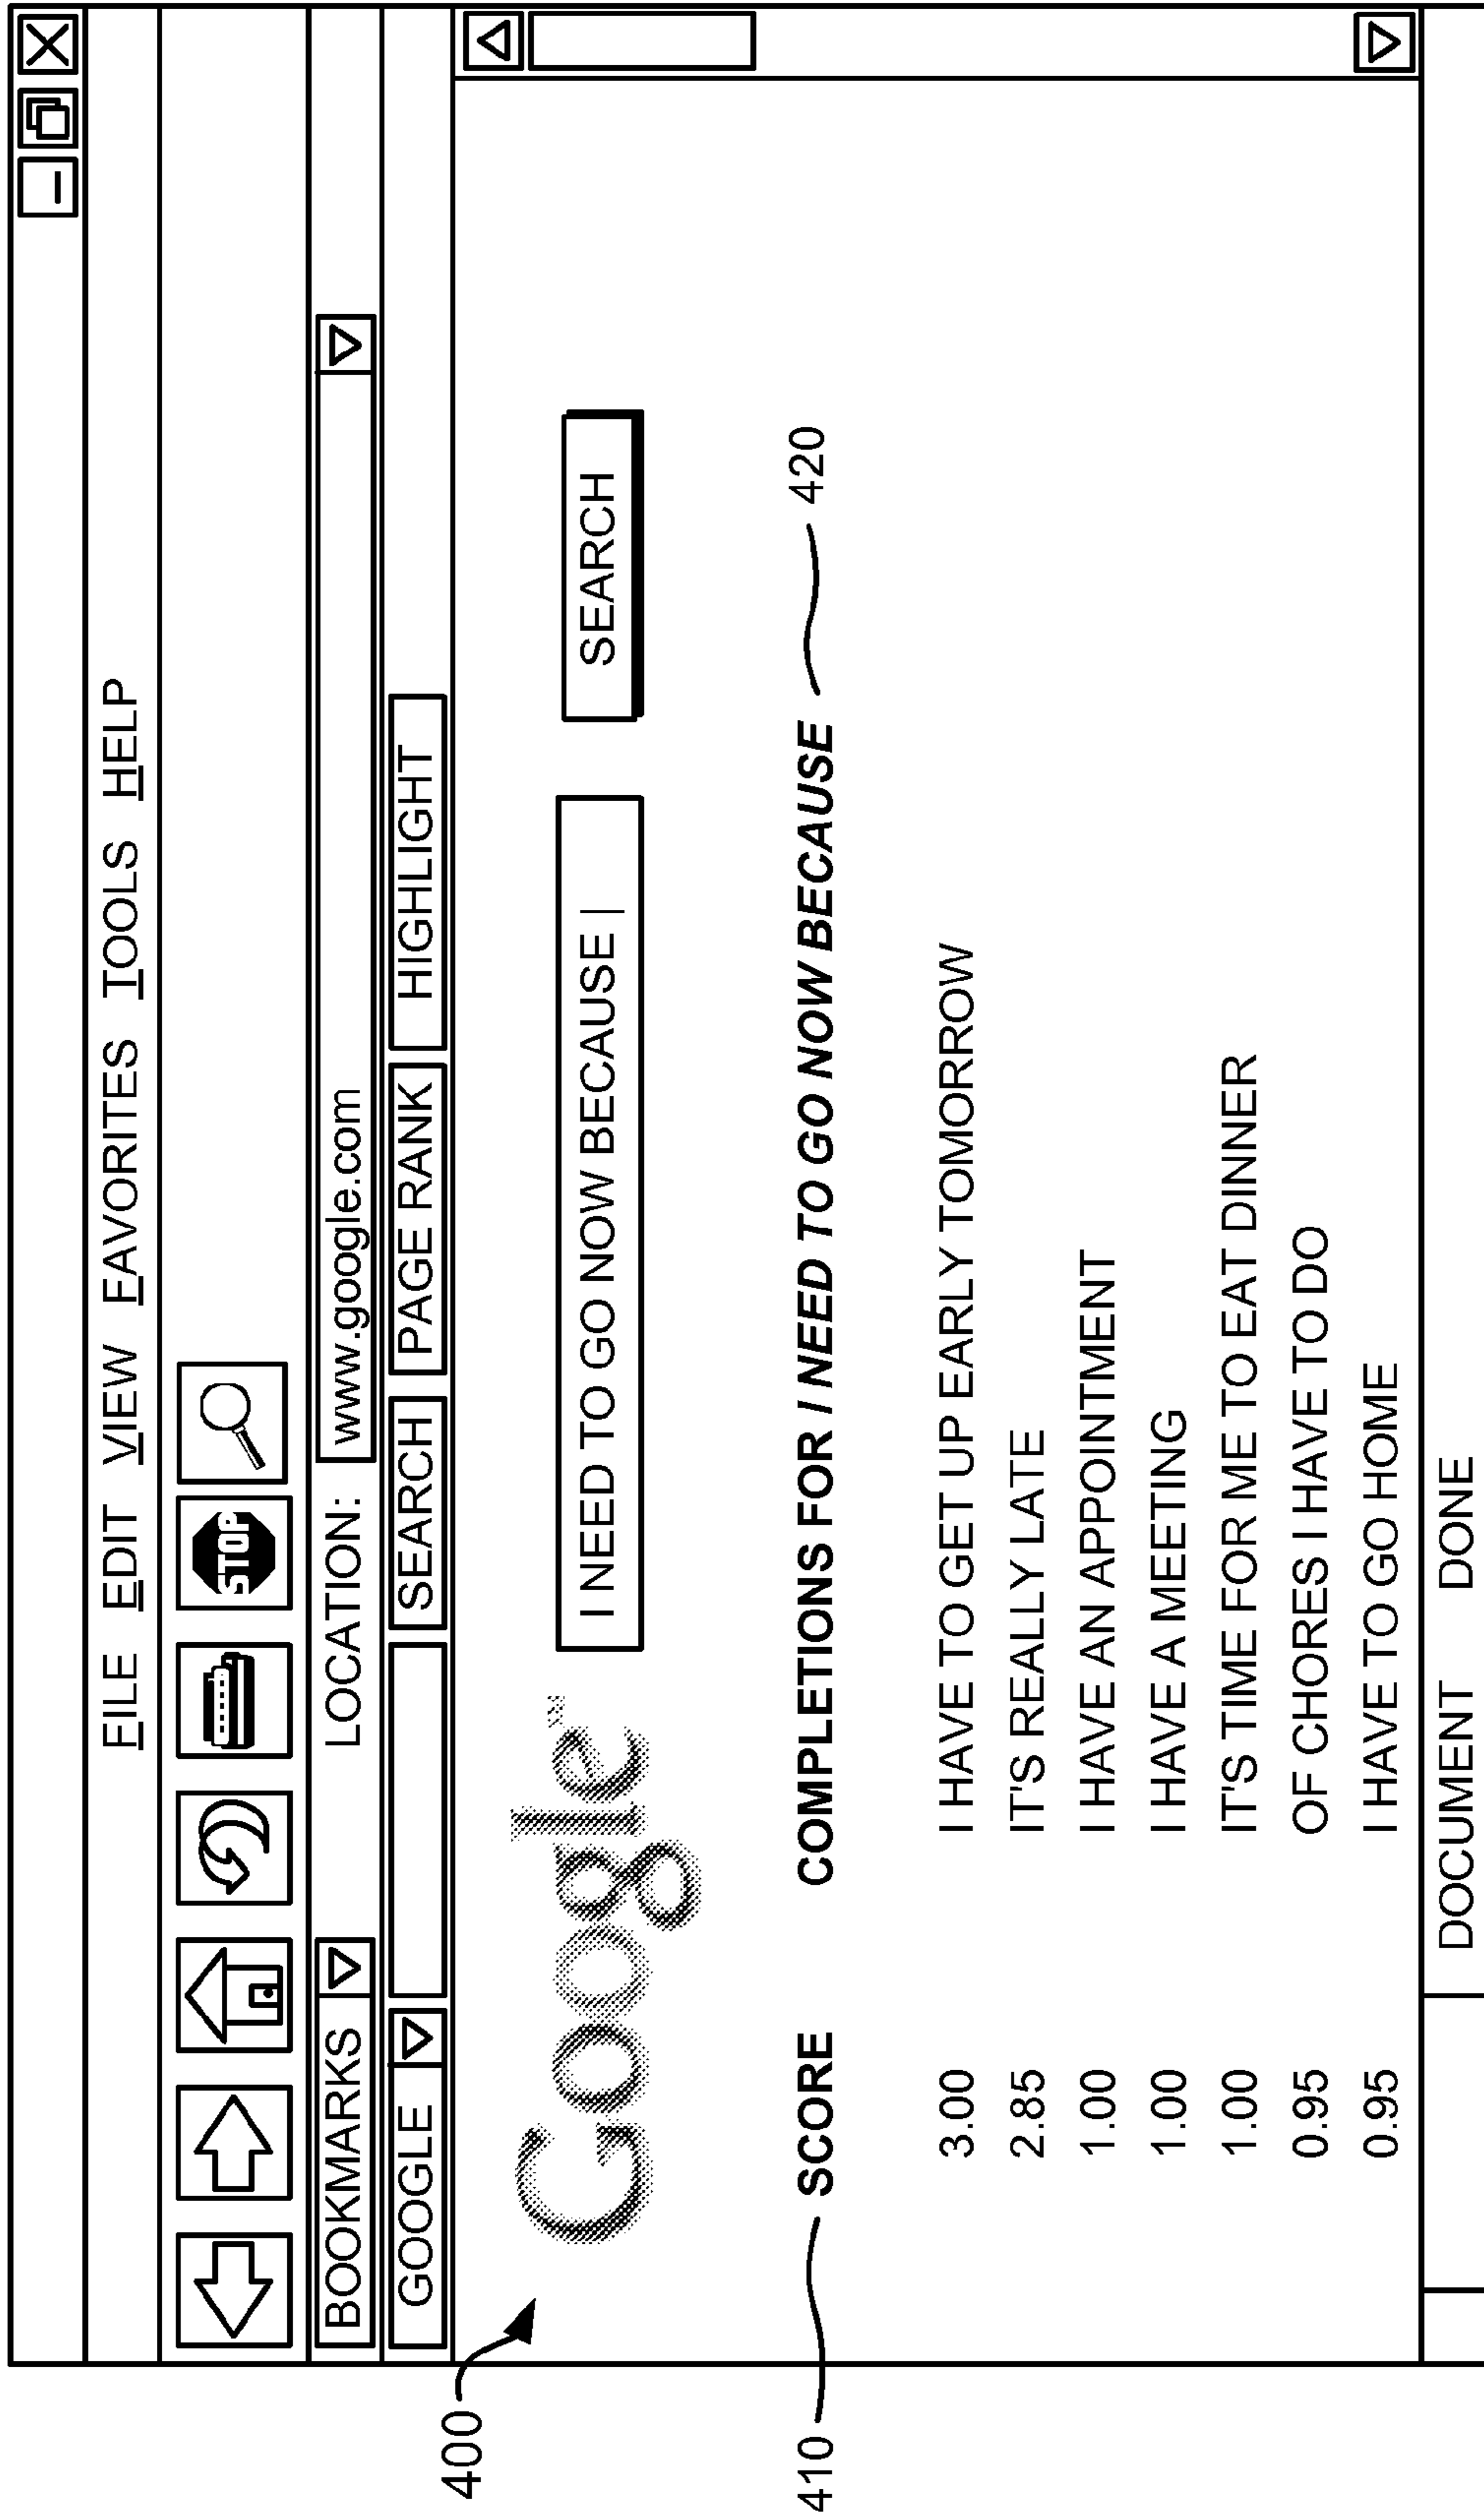 FILE EDIT VIEW FAVORITES TOOLS HELP
STOP
BOOKMARKS LOCATION: www.google.com
GOOGLE SEARCH PAGE RANK HIGHLIGHT
400
Google™ I NEED TO GO NOW BECAUSE | SEARCH
410 SCORE COMPLETIONS FOR I NEED TO GO NOW BECAUSE 420
3.00 I HAVE TO GET UP EARLY TOMORROW
2.85 IT'S REALLY LATE
1.00 I HAVE AN APPOINTMENT
1.00 I HAVE A MEETING
1.00 IT'S TIME FOR ME TO EAT DINNER
0.95 OF CHORES I HAVE TO DO
0.95 I HAVE TO GO HOME
DOCUMENT DONE